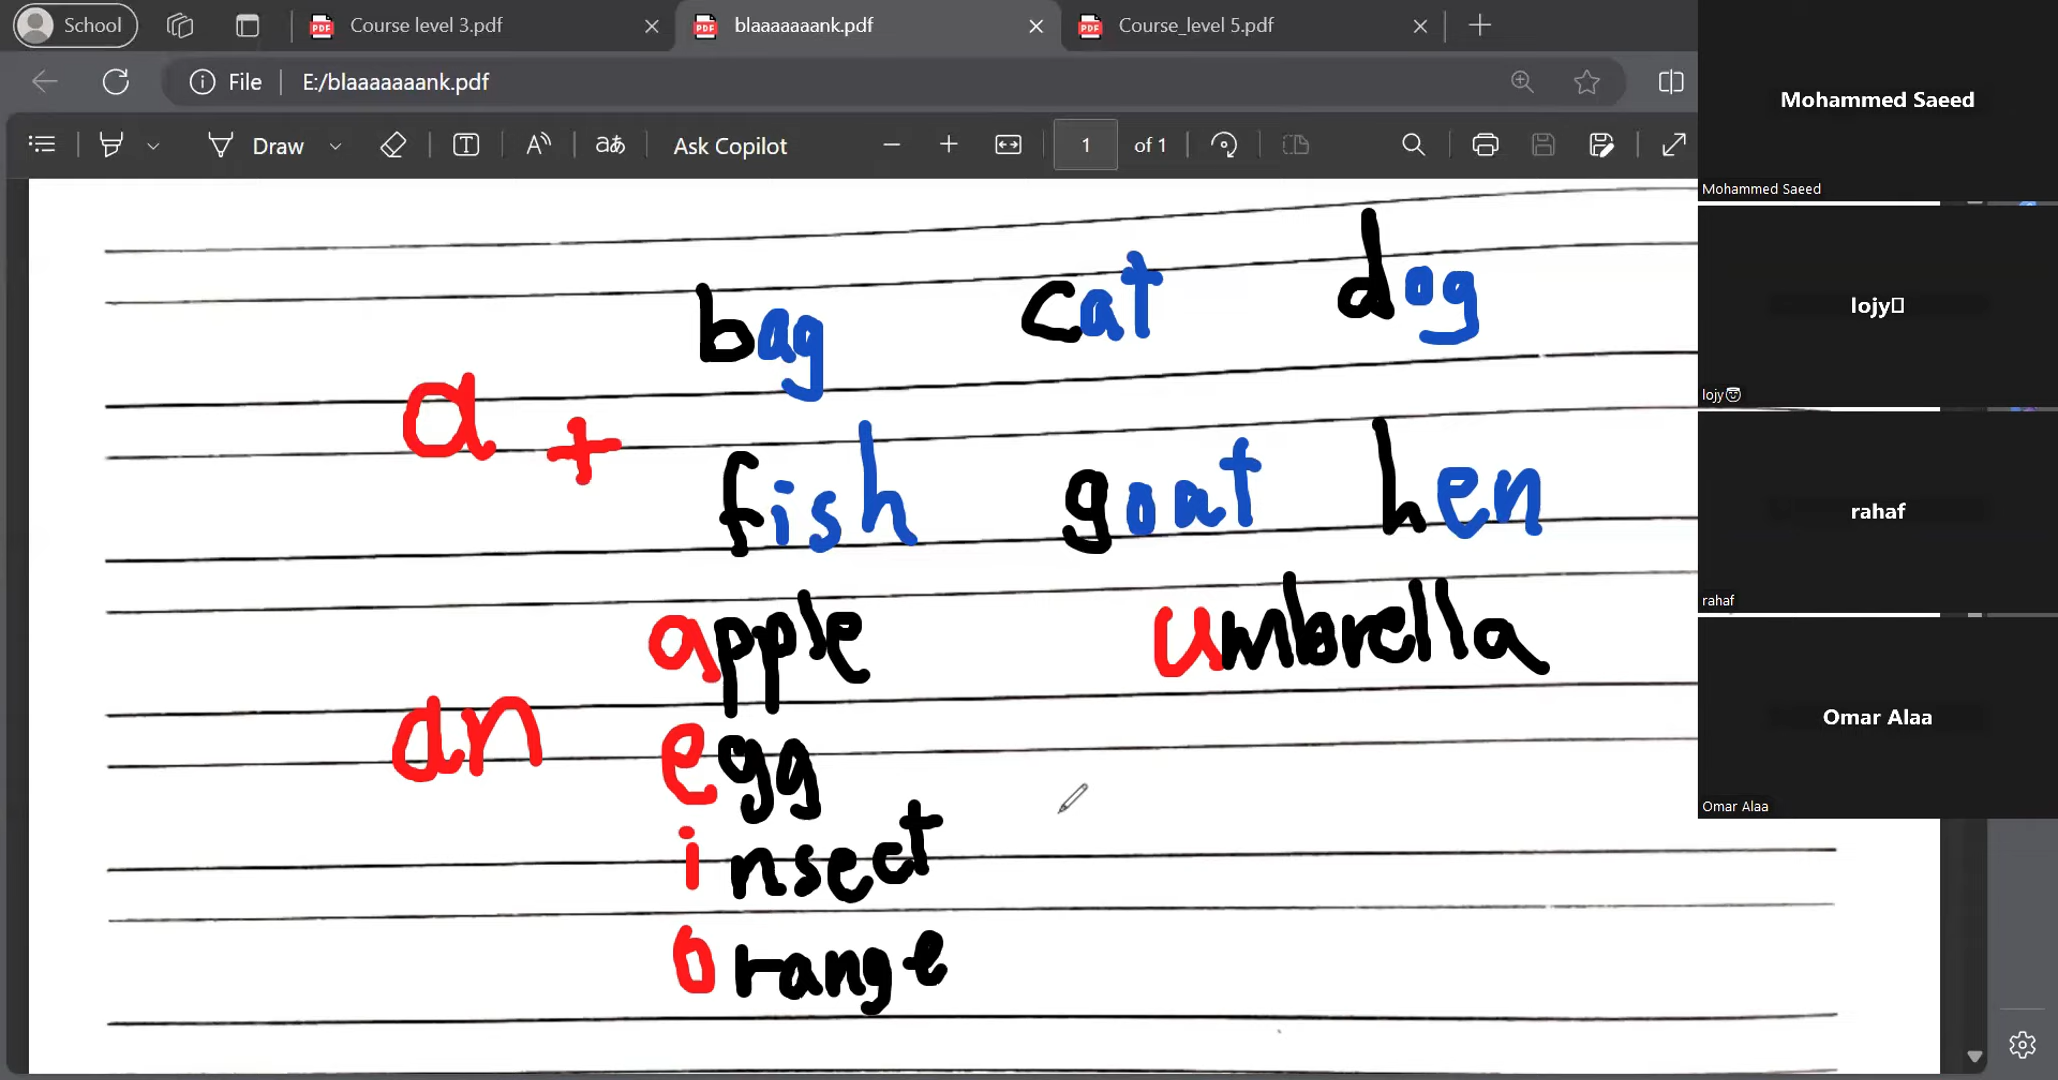 School
Course level 3.pdf
blaaaaaaank.pdf
Course_level 5.pdf
File
E:/blaaaaaaank.pdf
Draw
Ask Copilot
1 of 1
bag cat dog
a +
fish goat hen
apple umbrella
an
egg
insect
orange
Mohammed Saeed
Mohammed Saeed
lojy
lojy😇
rahaf
rahaf
Omar Alaa
Omar Alaa